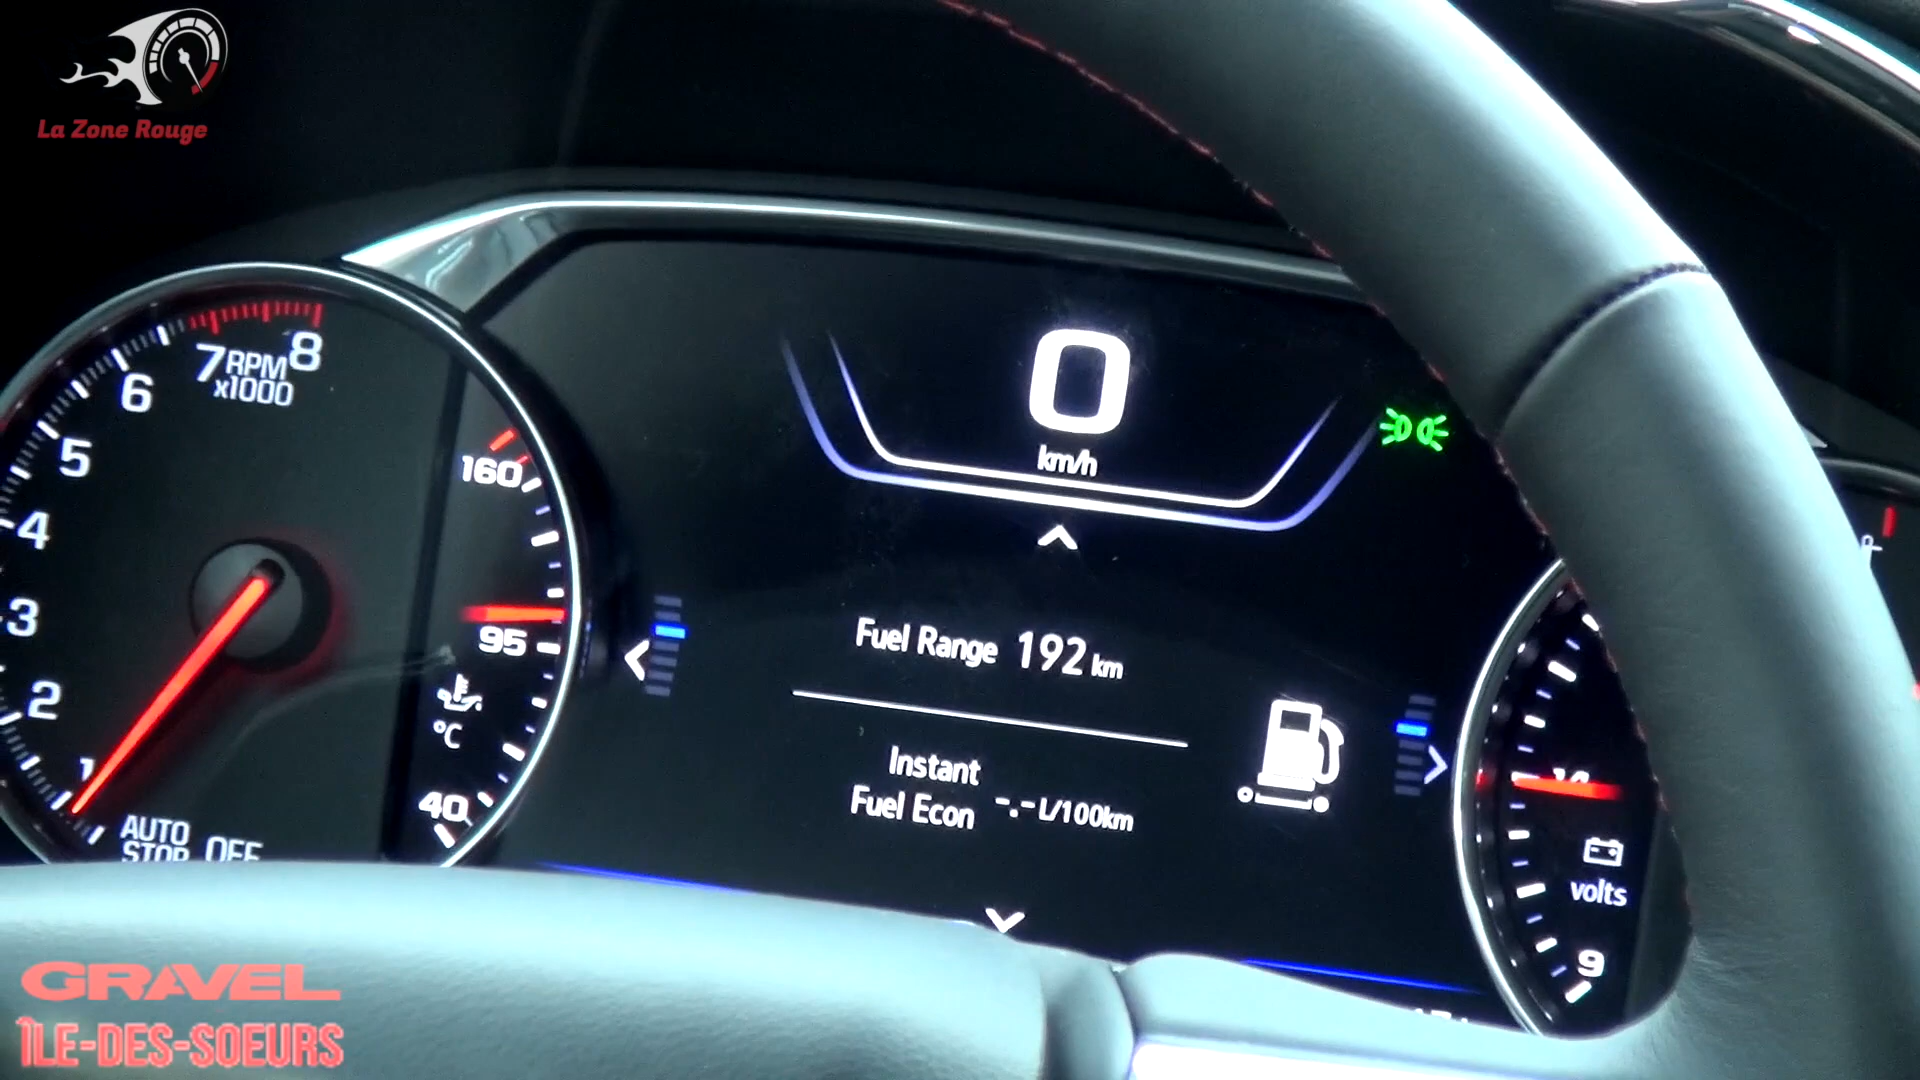 La Zone Rouge
8
7
RPM
x1000
6
5
4
3
2
1
160
95
°C
40
AUTO
STOP OFF
0
km/h
Fuel Range 192 km
Instant
Fuel Econ -.- L/100km
14
volts
9
GRAVEL
ÎLE-DES-SOEURS